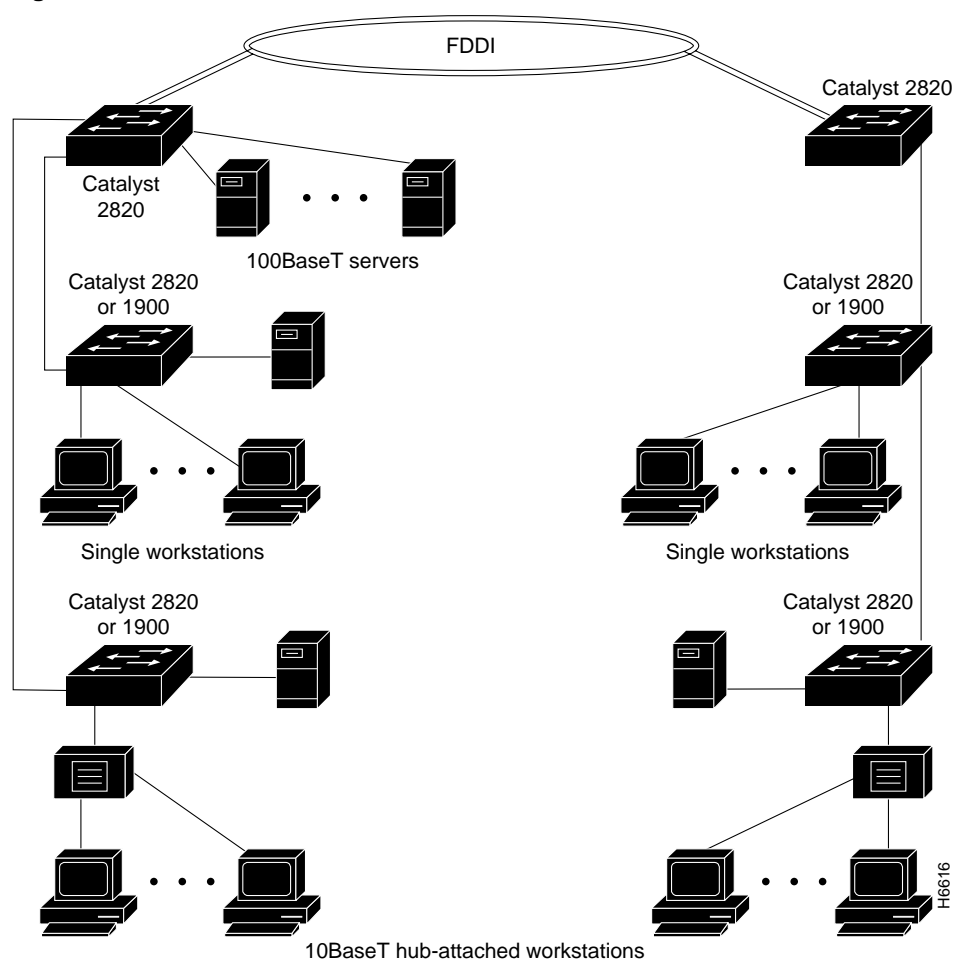 FDDI
Catalyst 2820
Catalyst
2820
100BaseT servers
Catalyst 2820
or 1900
Catalyst 2820
or 1900
Single workstations
Single workstations
Catalyst 2820
or 1900
Catalyst 2820
or 1900
H6616
10BaseT hub-attached workstations